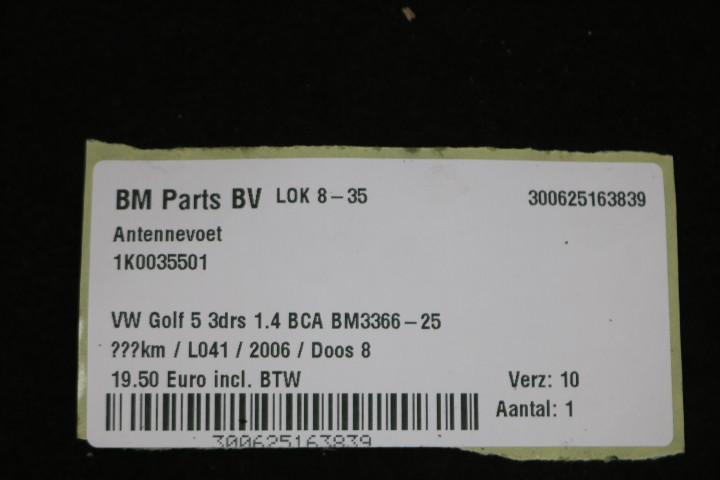 BM Parts BV LOK 8-35 300625163839
Antennevoet
1K0035501
VW Golf 5 3drs 1.4 BCA BM3366-25
???km / L041 / 2006 / Doos 8
19.50 Euro incl. BTW Verz: 10
Aantal: 1
300625163839